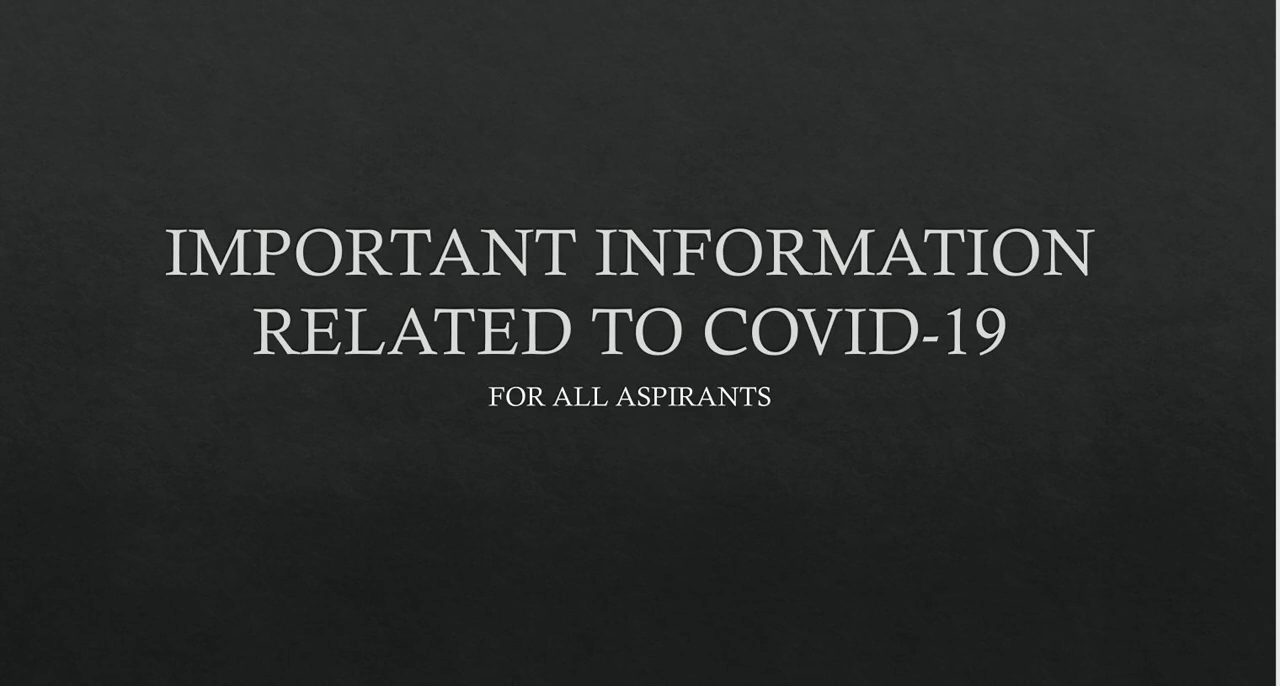 IMPORTANT INFORMATION
RELATED TO COVID-19
FOR ALL ASPIRANTS